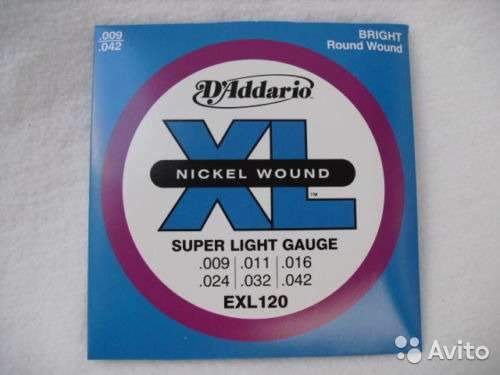 .009
.042
BRIGHT
Round Wound
D'Addario
XL
NICKEL WOUND
TM
SUPER LIGHT GAUGE
.009 .011 .016
.024 .032 .042
EXL120
Avito